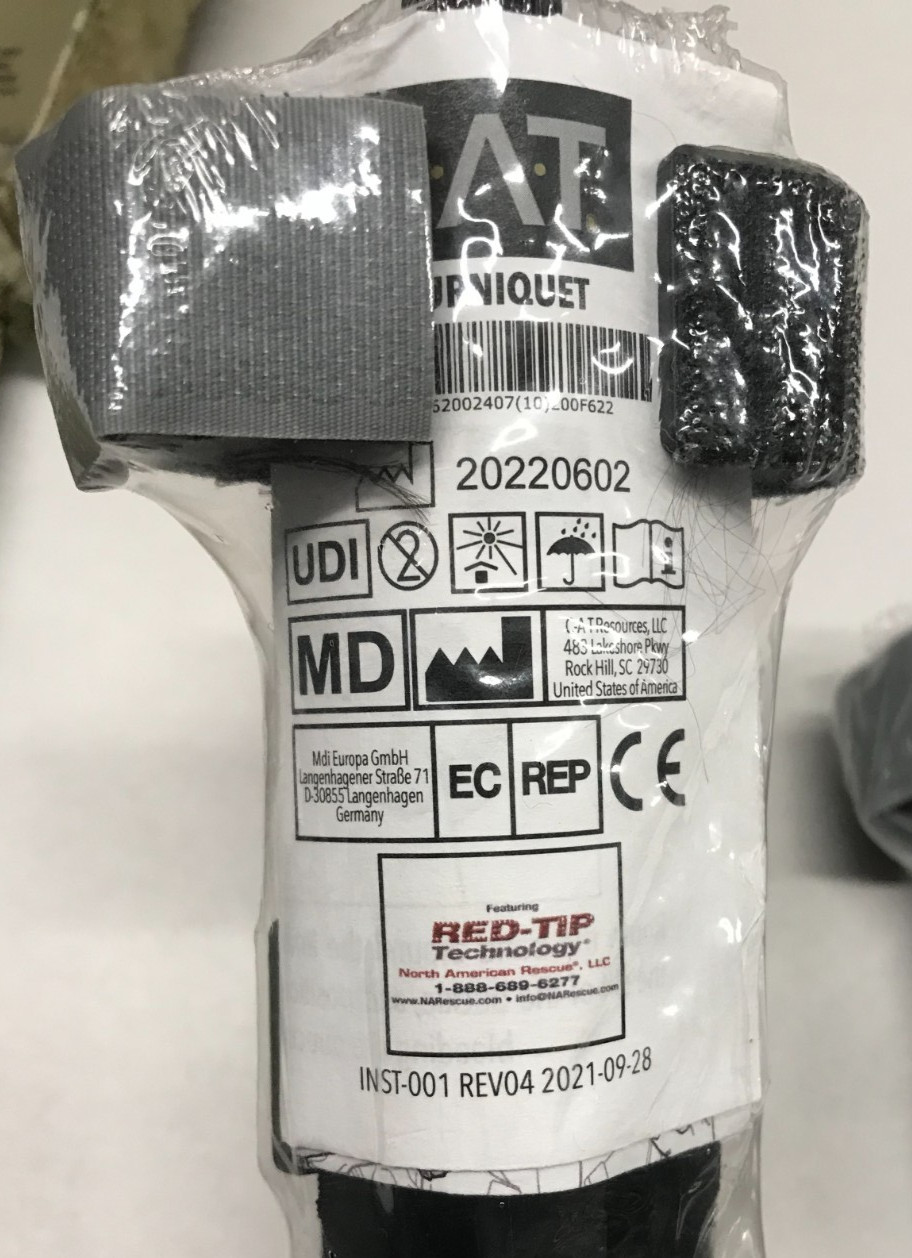 AT
URNIQUET
62002407(10)200F622
20220602
UDI
2
i
MD
C-A-T Resources, LLC
483 Lakeshore Pkwy
Rock Hill, SC 29730
United States of America
Mdi Europa GmbH
Langenhagener Straße 71
D-30855 Langenhagen
Germany
EC
REP
CE
Featuring
RED-TIP
Technology®
North American Rescue®, LLC
1-888-689-6277
www.NARescue.com • info@NARescue.com
INST-001 REV04 2021-09-28